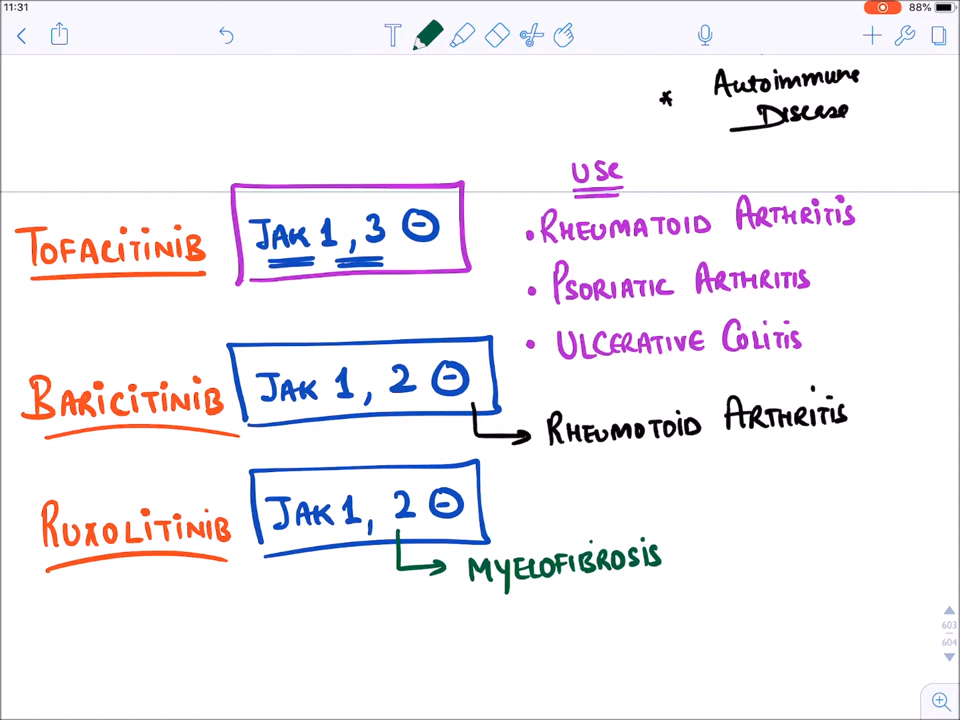 11:31
88%
T
* Autoimmune
Disease
USE
TOFACITINIB
JAK 1, 3 ⊖
• RHEUMATOID ARTHRITIS
• PSORIATIC ARTHRITIS
• ULCERATIVE COLITIS
BARICITINIB
JAK 1, 2 ⊖
→ RHEUMOTOID ARTHRITIS
RUXOLITINIB
JAK 1, 2 ⊖
→ MYELOFIBROSIS
603
604